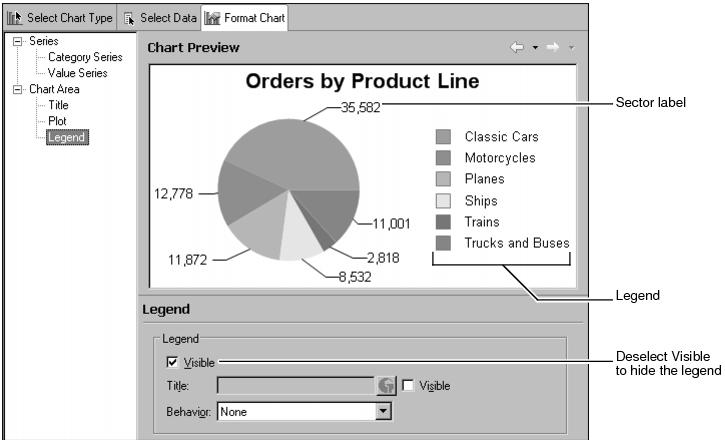 Select Chart Type
Select Data
Format Chart
Series
Category Series
Value Series
Chart Area
Title
Plot
Legend
Chart Preview
Orders by Product Line
35,582
12,778
11,872
8,532
2,818
11,001
Classic Cars
Motorcycles
Planes
Ships
Trains
Trucks and Buses
Sector label
Legend
Legend
Legend
Visible
Title:
Visible
Behavior:
None
Deselect Visible
to hide the legend